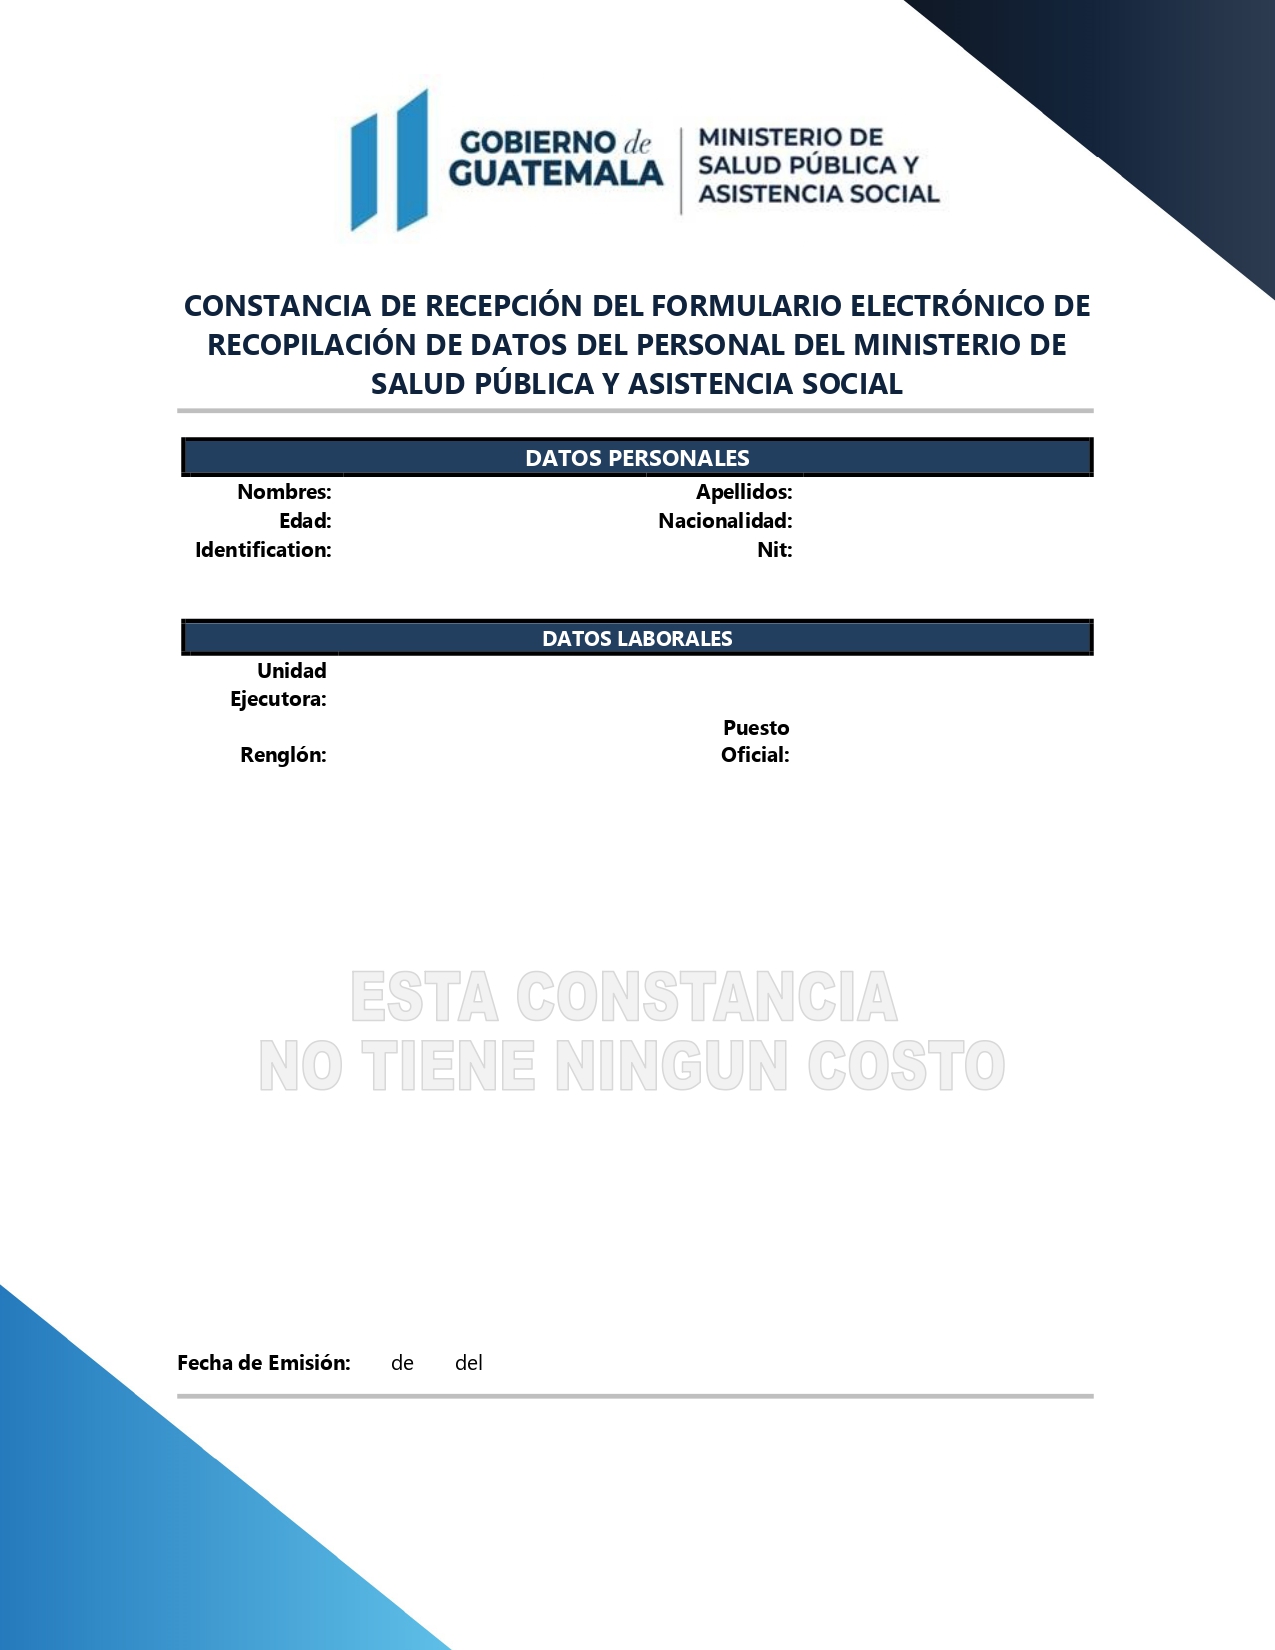 GOBIERNO de
GUATEMALA
MINISTERIO DE
SALUD PÚBLICA Y
ASISTENCIA SOCIAL
CONSTANCIA DE RECEPCIÓN DEL FORMULARIO ELECTRÓNICO DE
RECOPILACIÓN DE DATOS DEL PERSONAL DEL MINISTERIO DE
SALUD PÚBLICA Y ASISTENCIA SOCIAL
DATOS PERSONALES
Nombres: Apellidos:
Edad: Nacionalidad:
Identification: Nit:
DATOS LABORALES
Unidad
Ejecutora:
Puesto
Renglón: Oficial:
ESTA CONSTANCIA
NO TIENE NINGUN COSTO
Fecha de Emisión: de del